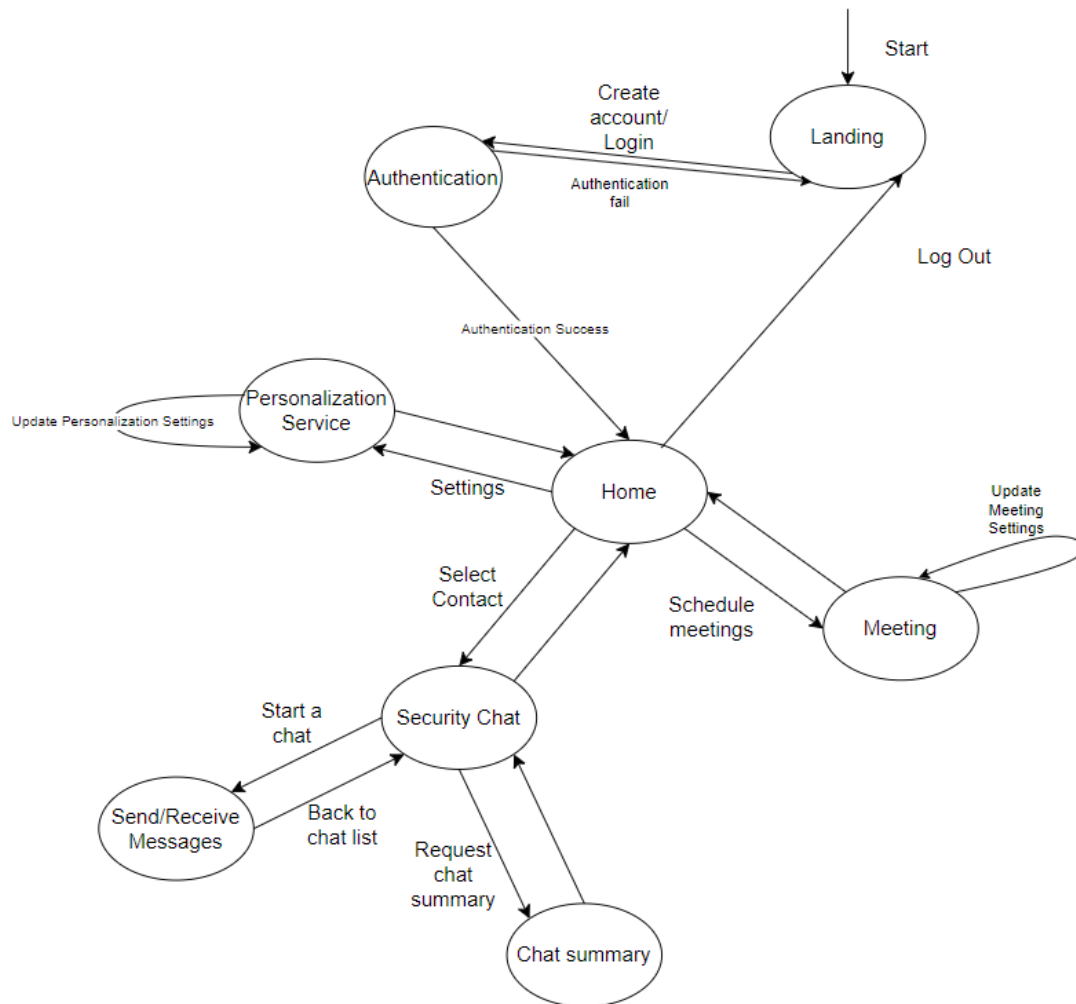 Start
Create
account/
Login
Landing
Authentication
Authentication
fail
Log Out
Authentication Success
Personalization
Service
Update Personalization Settings
Settings
Home
Update
Meeting
Settings
Select
Contact
Schedule
meetings
Meeting
Start a
chat
Security Chat
Send/Receive
Messages
Back to
chat list
Request
chat
summary
Chat summary